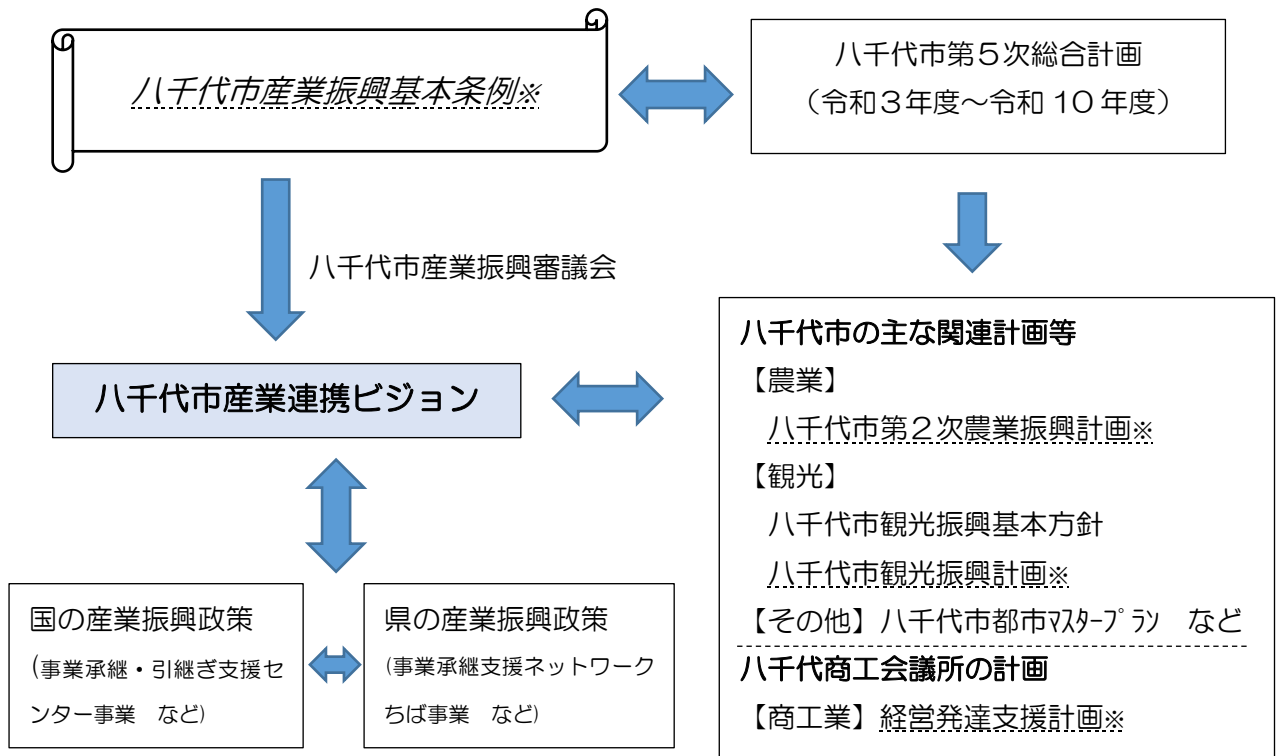 八千代市産業振興基本条例※
八千代市第５次総合計画
（令和３年度～令和 10 年度）
八千代市産業振興審議会
八千代市産業連携ビジョン
八千代市の主な関連計画等
【農業】
八千代市第２次農業振興計画※
【観光】
八千代市観光振興基本方針
八千代市観光振興計画※
【その他】八千代市都市ﾏｽﾀｰﾌﾟﾗﾝ　など
八千代商工会議所の計画
【商工業】経営発達支援計画※
国の産業振興政策
(事業承継・引継ぎ支援セ
ンター事業　など)
県の産業振興政策
(事業承継支援ネットワーク
ちば事業　など)